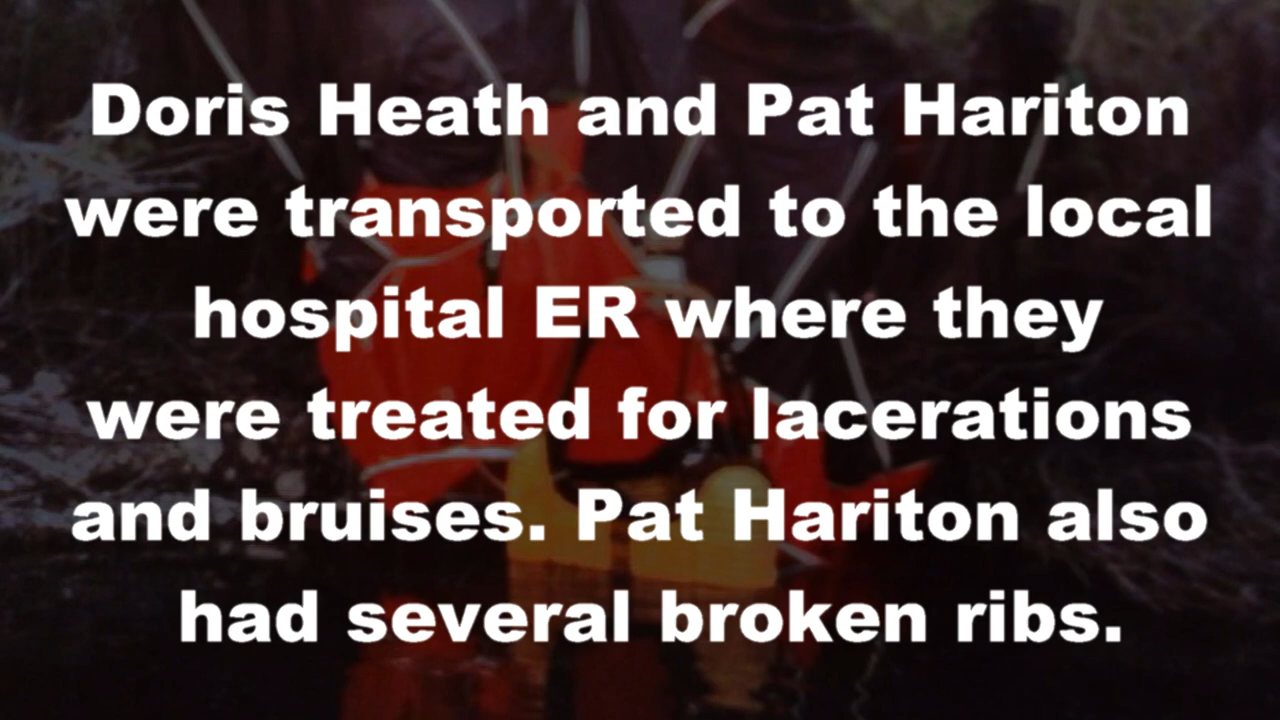 Doris Heath and Pat Hariton
were transported to the local
hospital ER where they
were treated for lacerations
and bruises. Pat Hariton also
had several broken ribs.